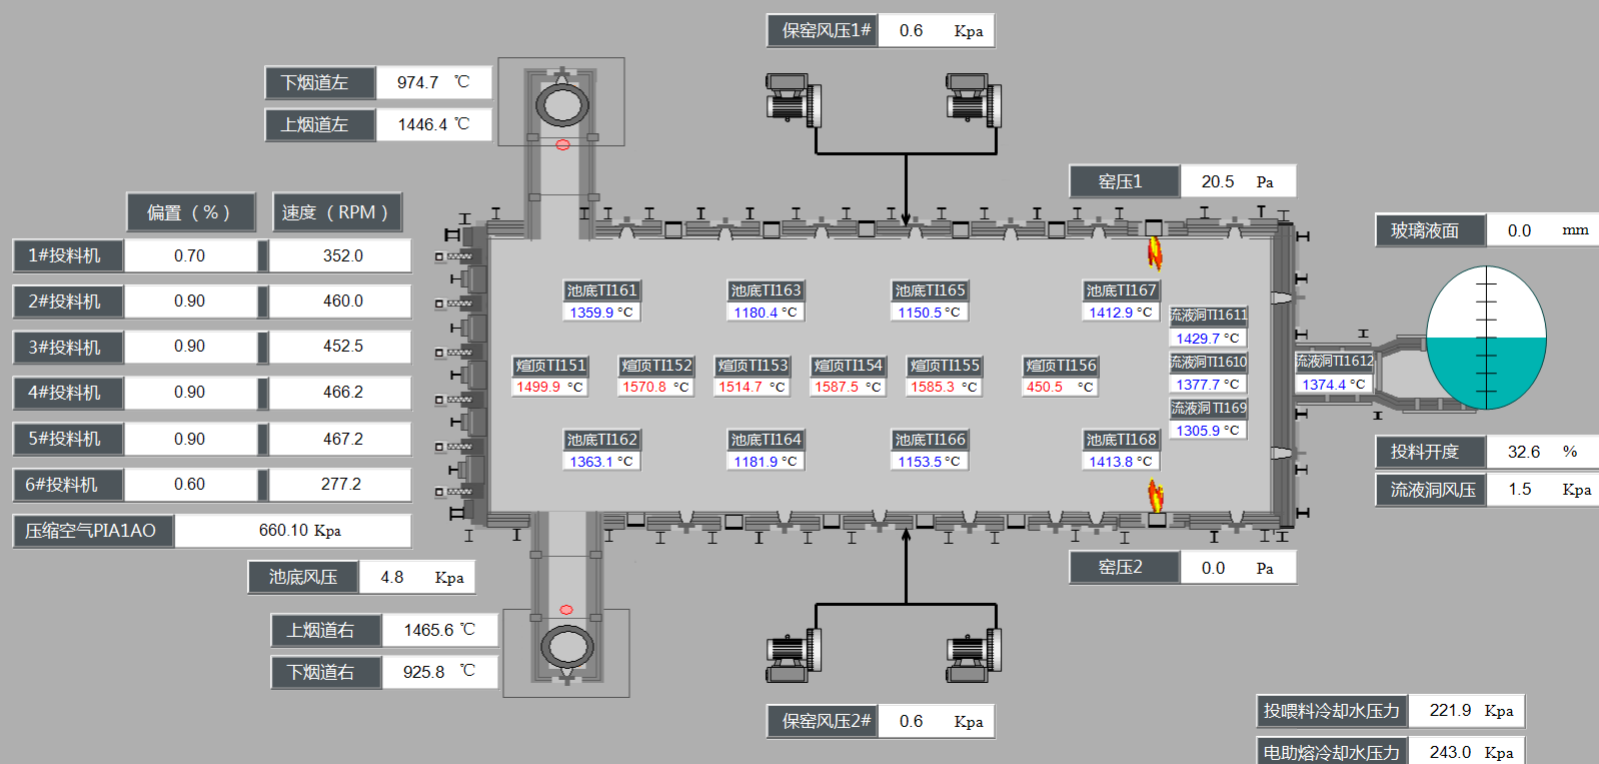 保窑风压1# 0.6 Kpa
下烟道左 974.7 ℃
上烟道左 1446.4 ℃
窑压1 20.5 Pa
偏置（%） 速度（RPM）
玻璃液面 0.0 mm
1#投料机 0.70 352.0
2#投料机 0.90 460.0
3#投料机 0.90 452.5
4#投料机 0.90 466.2
5#投料机 0.90 467.2
6#投料机 0.60 277.2
压缩空气PIA1AO 660.10 Kpa
池底TI161 池底TI163 池底TI165 池底TI167
1359.9 °C 1180.4 °C 1150.5 °C 1412.9 °C
流液洞TI1611
1429.7 °C
碹顶TI151 碹顶TI152 碹顶TI153 碹顶TI154 碹顶TI155 碹顶TI156
1499.9 °C 1570.8 °C 1514.7 °C 1587.5 °C 1585.3 °C 450.5 °C
流液洞TI1610
1377.7 °C
流液洞TI1612
1374.4 °C
流液洞TI169
1305.9 °C
池底TI162 池底TI164 池底TI166 池底TI168
1363.1 °C 1181.9 °C 1153.5 °C 1413.8 °C
投料开度 32.6 %
流液洞风压 1.5 Kpa
池底风压 4.8 Kpa
窑压2 0.0 Pa
上烟道右 1465.6 ℃
下烟道右 925.8 ℃
保窑风压2# 0.6 Kpa
投喂料冷却水压力 221.9 Kpa
电助熔冷却水压力 243.0 Kpa